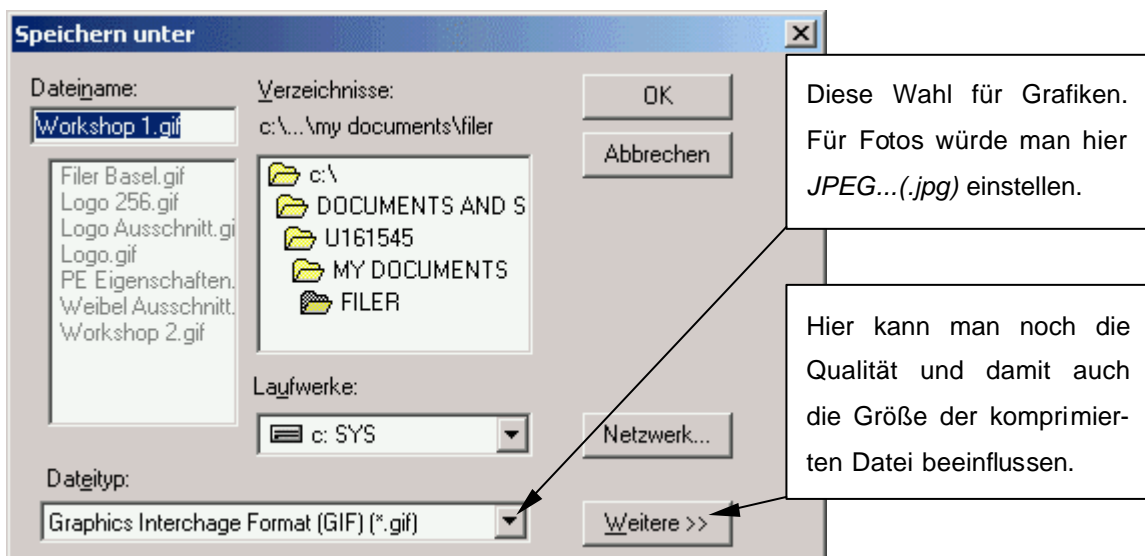 Speichern unter
Dateiname:
Workshop 1.gif
Filer Basel.gif
Logo 256.gif
Logo Ausschnitt.gi
Logo.gif
PE Eigenschaften.
Weibel Ausschnitt.
Workshop 2.gif
Verzeichnisse:
c:\...\my documents\filer
c:\
DOCUMENTS AND S
U161545
MY DOCUMENTS
FILER
Laufwerke:
c: SYS
Dateityp:
Graphics Interchage Format (GIF) (*.gif)
OK
Abbrechen
Netzwerk...
Weitere >>
Diese Wahl für Grafiken.
Für Fotos würde man hier
JPEG...(.jpg) einstellen.
Hier kann man noch die
Qualität und damit auch
die Größe der komprimier-
ten Datei beeinflussen.